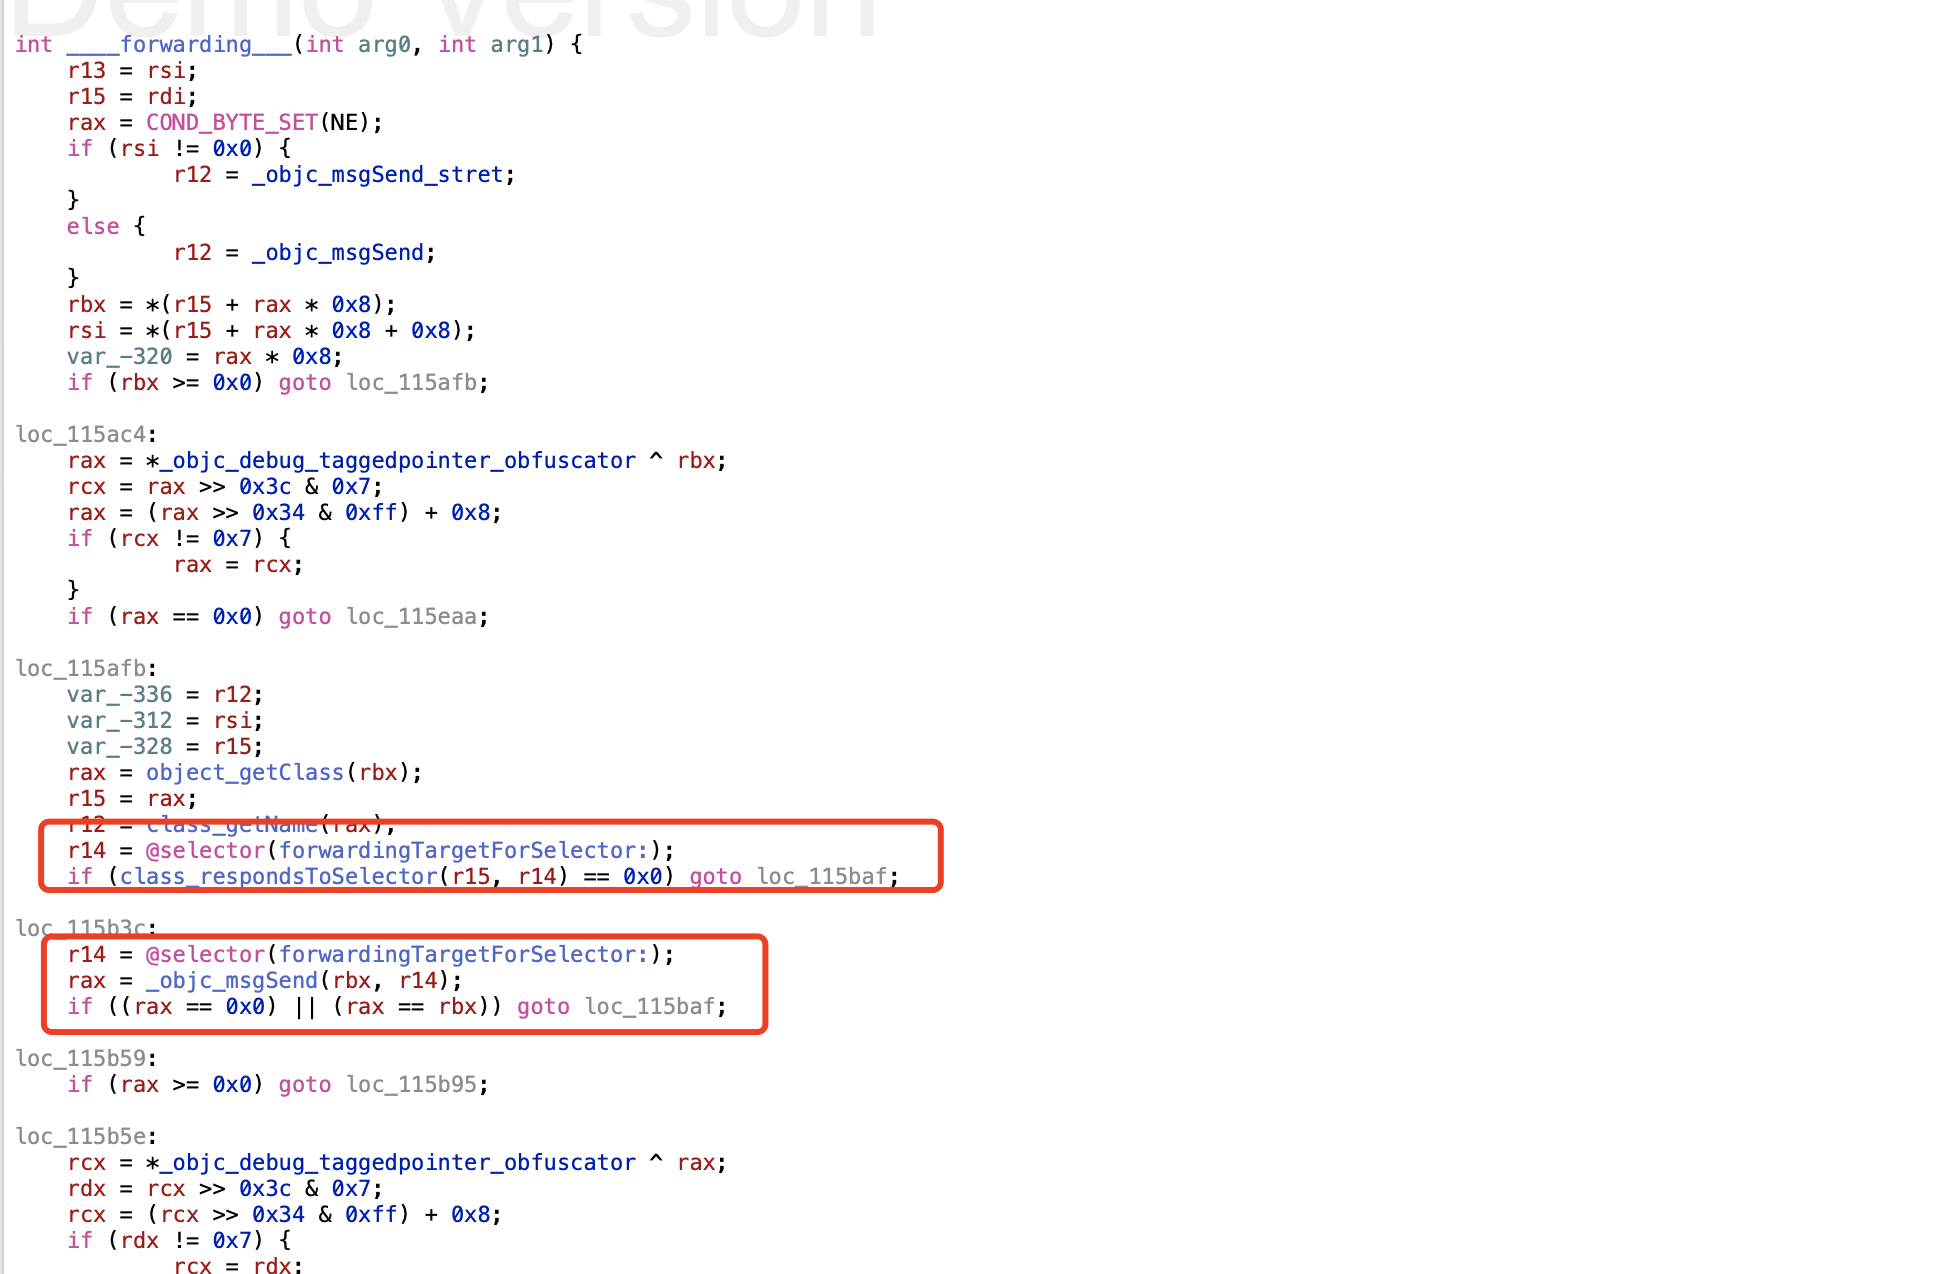 Demo Version
int ____forwarding___(int arg0, int arg1) {
    r13 = rsi;
    r15 = rdi;
    rax = COND_BYTE_SET(NE);
    if (rsi != 0x0) {
            r12 = _objc_msgSend_stret;
    }
    else {
            r12 = _objc_msgSend;
    }
    rbx = *(r15 + rax * 0x8);
    rsi = *(r15 + rax * 0x8 + 0x8);
    var_-320 = rax * 0x8;
    if (rbx >= 0x0) goto loc_115afb;
loc_115ac4:
    rax = *_objc_debug_taggedpointer_obfuscator ^ rbx;
    rcx = rax >> 0x3c & 0x7;
    rax = (rax >> 0x34 & 0xff) + 0x8;
    if (rcx != 0x7) {
            rax = rcx;
    }
    if (rax == 0x0) goto loc_115eaa;
loc_115afb:
    var_-336 = r12;
    var_-312 = rsi;
    var_-328 = r15;
    rax = object_getClass(rbx);
    r15 = rax;
    r12 = class_getName(rax);
    r14 = @selector(forwardingTargetForSelector:);
    if (class_respondsToSelector(r15, r14) == 0x0) goto loc_115baf;
loc_115b3c:
    r14 = @selector(forwardingTargetForSelector:);
    rax = _objc_msgSend(rbx, r14);
    if ((rax == 0x0) || (rax == rbx)) goto loc_115baf;
loc_115b59:
    if (rax >= 0x0) goto loc_115b95;
loc_115b5e:
    rcx = *_objc_debug_taggedpointer_obfuscator ^ rax;
    rdx = rcx >> 0x3c & 0x7;
    rcx = (rcx >> 0x34 & 0xff) + 0x8;
    if (rdx != 0x7) {
            rcx = rdx;